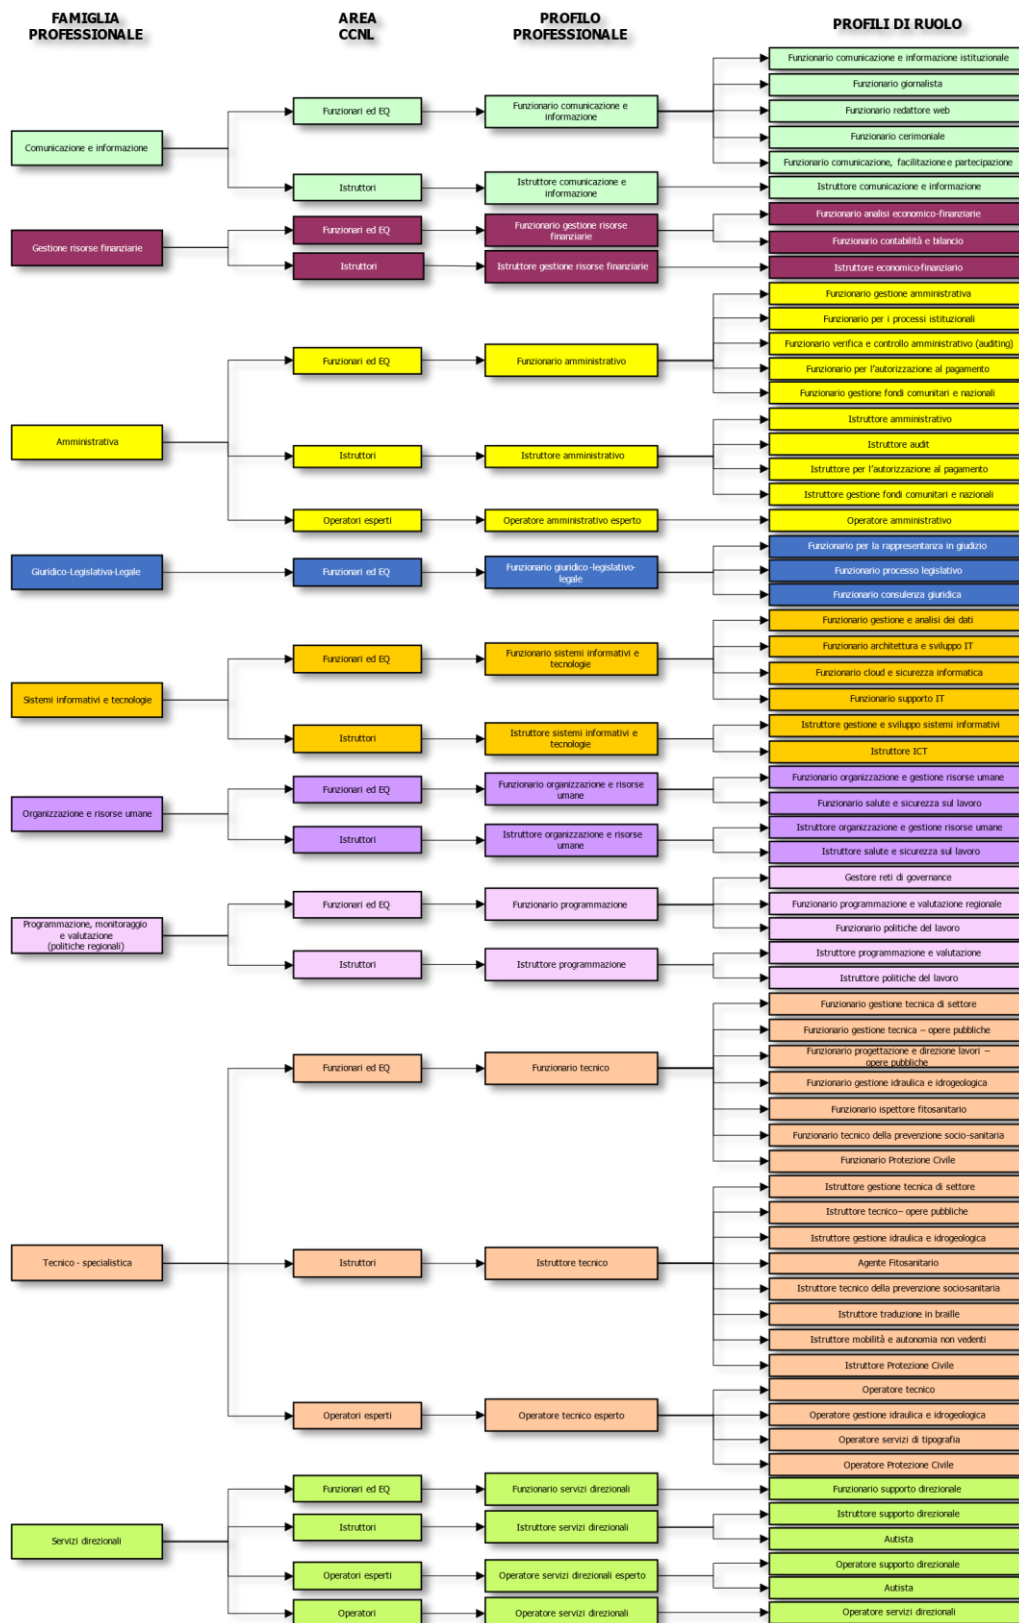 FAMIGLIA
PROFESSIONALE
AREA
CCNL
PROFILO
PROFESSIONALE
PROFILI DI RUOLO
Comunicazione e informazione
Funzionari ed EQ
Funzionario comunicazione e
informazione
Funzionario comunicazione e informazione istituzionale
Funzionario giornalista
Funzionario redattore web
Funzionario cerimoniale
Funzionario comunicazione, facilitazione e partecipazione
Istruttori
Istruttore comunicazione e
informazione
Istruttore comunicazione e informazione
Gestione risorse finanziarie
Funzionari ed EQ
Funzionario gestione risorse
finanziarie
Funzionario analisi economico-finanziarie
Funzionario contabilità e bilancio
Istruttori
Istruttore gestione risorse finanziarie
Istruttore economico-finanziario
Amministrativa
Funzionari ed EQ
Funzionario amministrativo
Funzionario gestione amministrativa
Funzionario per i processi istituzionali
Funzionario verifica e controllo amministrativo (auditing)
Funzionario per l'autorizzazione al pagamento
Funzionario gestione fondi comunitari e nazionali
Istruttori
Istruttore amministrativo
Istruttore amministrativo
Istruttore audit
Istruttore per l'autorizzazione al pagamento
Istruttore gestione fondi comunitari e nazionali
Operatori esperti
Operatore amministrativo esperto
Operatore amministrativo
Giuridico-Legislativa-Legale
Funzionari ed EQ
Funzionario giuridico-legislativo-
legale
Funzionario per la rappresentanza in giudizio
Funzionario processo legislativo
Funzionario consulenza giuridica
Sistemi informativi e tecnologie
Funzionari ed EQ
Funzionario sistemi informativi e
tecnologie
Funzionario gestione e analisi dei dati
Funzionario architettura e sviluppo IT
Funzionario cloud e sicurezza informatica
Funzionario supporto IT
Istruttori
Istruttore sistemi informativi e
tecnologie
Istruttore gestione e sviluppo sistemi informativi
Istruttore ICT
Organizzazione e risorse umane
Funzionari ed EQ
Funzionario organizzazione e risorse
umane
Funzionario organizzazione e gestione risorse umane
Funzionario salute e sicurezza sul lavoro
Istruttori
Istruttore organizzazione e risorse
umane
Istruttore organizzazione e gestione risorse umane
Istruttore salute e sicurezza sul lavoro
Programmazione, monitoraggio
e valutazione
(politiche regionali)
Funzionari ed EQ
Funzionario programmazione
Gestore reti di governance
Funzionario programmazione e valutazione regionale
Funzionario politiche del lavoro
Istruttori
Istruttore programmazione
Istruttore programmazione e valutazione
Istruttore politiche del lavoro
Tecnico - specialistica
Funzionari ed EQ
Funzionario tecnico
Funzionario gestione tecnica di settore
Funzionario gestione tecnica – opere pubbliche
Funzionario progettazione e direzione lavori –
opere pubbliche
Funzionario gestione idraulica e idrogeologica
Funzionario ispettore fitosanitario
Funzionario tecnico della prevenzione socio-sanitaria
Funzionario Protezione Civile
Istruttori
Istruttore tecnico
Istruttore gestione tecnica di settore
Istruttore tecnico– opere pubbliche
Istruttore gestione idraulica e idrogeologica
Agente Fitosanitario
Istruttore tecnico della prevenzione socio-sanitaria
Istruttore traduzione in braille
Istruttore mobilità e autonomia non vedenti
Istruttore Protezione Civile
Operatori esperti
Operatore tecnico esperto
Operatore tecnico
Operatore gestione idraulica e idrogeologica
Operatore servizi di tipografia
Operatore Protezione Civile
Servizi direzionali
Funzionari ed EQ
Funzionario servizi direzionali
Funzionario supporto direzionale
Istruttori
Istruttore servizi direzionali
Istruttore supporto direzionale
Autista
Operatori esperti
Operatore servizi direzionali esperto
Operatore supporto direzionale
Autista
Operatori
Operatore servizi direzionali
Operatore servizi direzionali